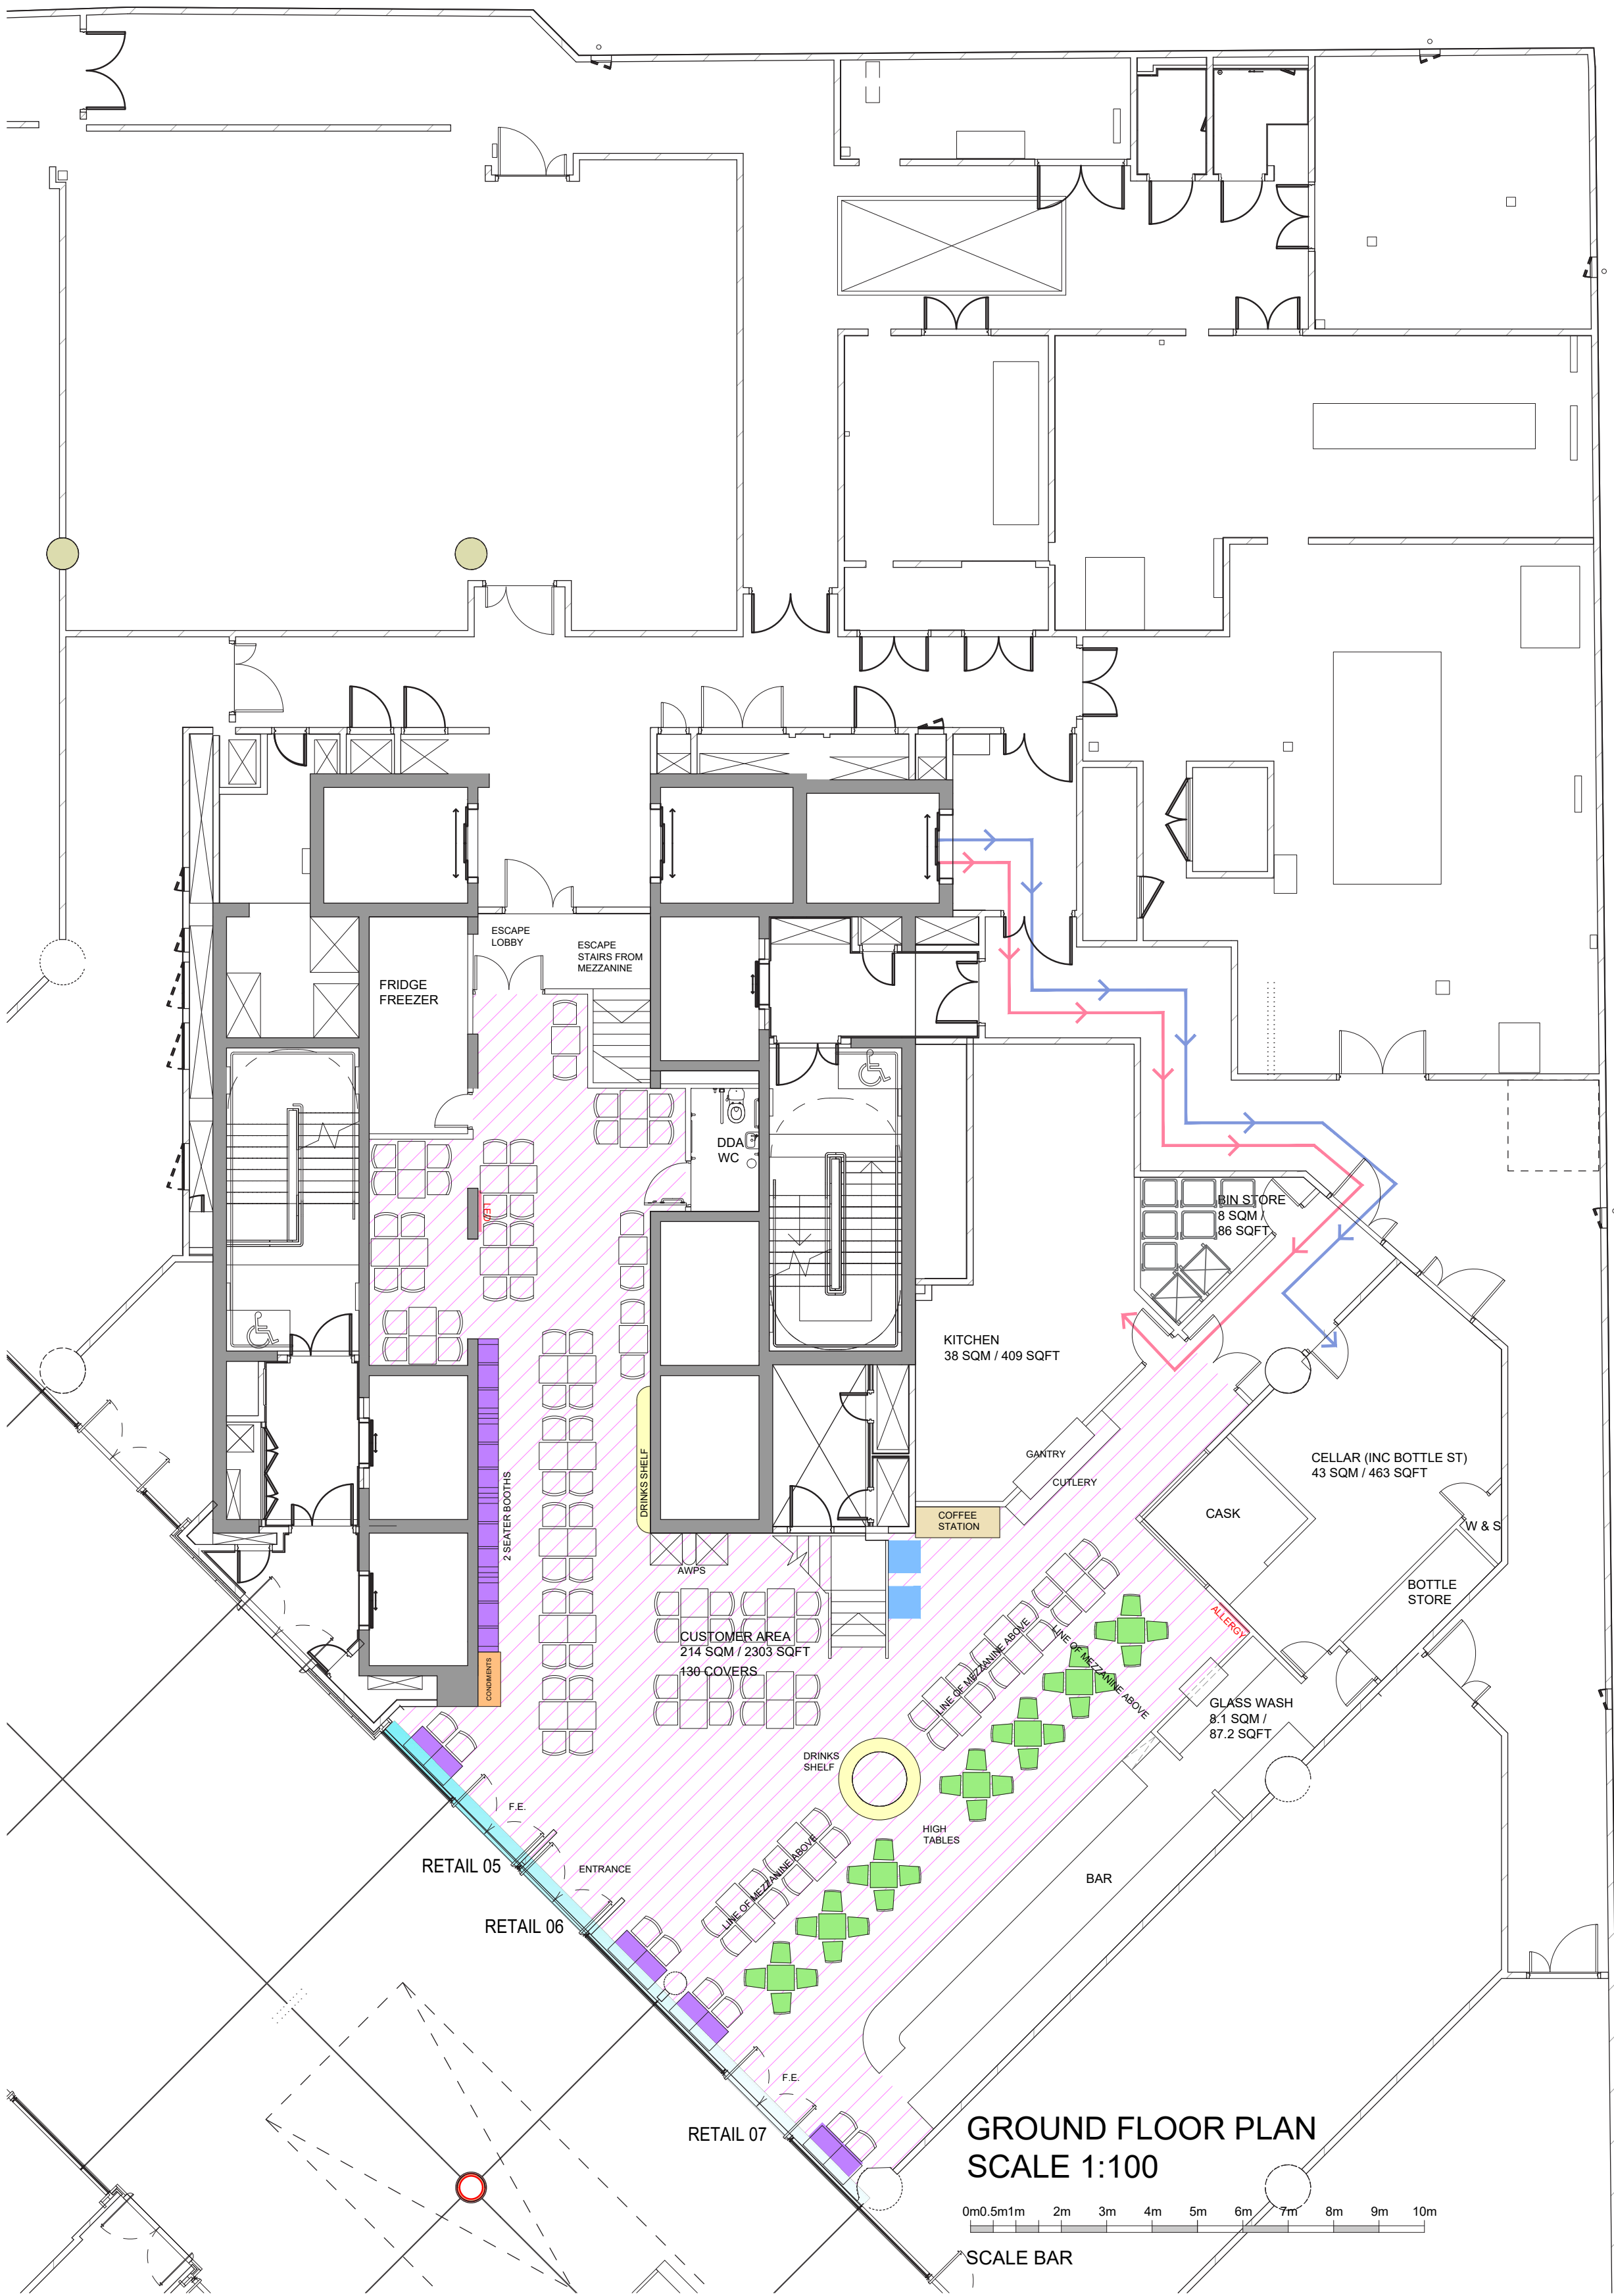 ESCAPE
LOBBY
ESCAPE
STAIRS FROM
MEZZANINE
FRIDGE
FREEZER
DDA
WC
LED
BIN STORE
8 SQM /
86 SQFT
KITCHEN
38 SQM / 409 SQFT
GANTRY
CUTLERY
CELLAR (INC BOTTLE ST)
43 SQM / 463 SQFT
CASK
W & S
BOTTLE
STORE
COFFEE
STATION
DRINKS SHELF
2 SEATER BOOTHS
AWPS
CUSTOMER AREA
214 SQM / 2303 SQFT
130 COVERS
CONDIMENTS
LINE OF MEZZANINE ABOVE
LINE OF MEZZANINE ABOVE
ALLERGY
GLASS WASH
8.1 SQM /
87.2 SQFT
DRINKS
SHELF
HIGH
TABLES
LINE OF MEZZANINE ABOVE
F.E.
ENTRANCE
RETAIL 05
RETAIL 06
BAR
F.E.
RETAIL 07
GROUND FLOOR PLAN
SCALE 1:100
0m 0.5m 1m 2m 3m 4m 5m 6m 7m 8m 9m 10m
SCALE BAR